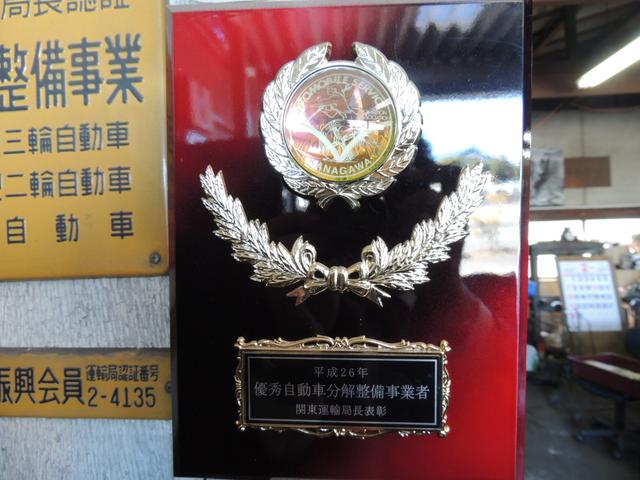 局長認証
整備事業
三輪自動車
二輪自動車
自動車
振興会員
運輸局認証番号
2-4135
AUTOMOBILE SERVICE
KANAGAWA
平成26年
優秀自動車分解整備事業者
関東運輸局長表彰